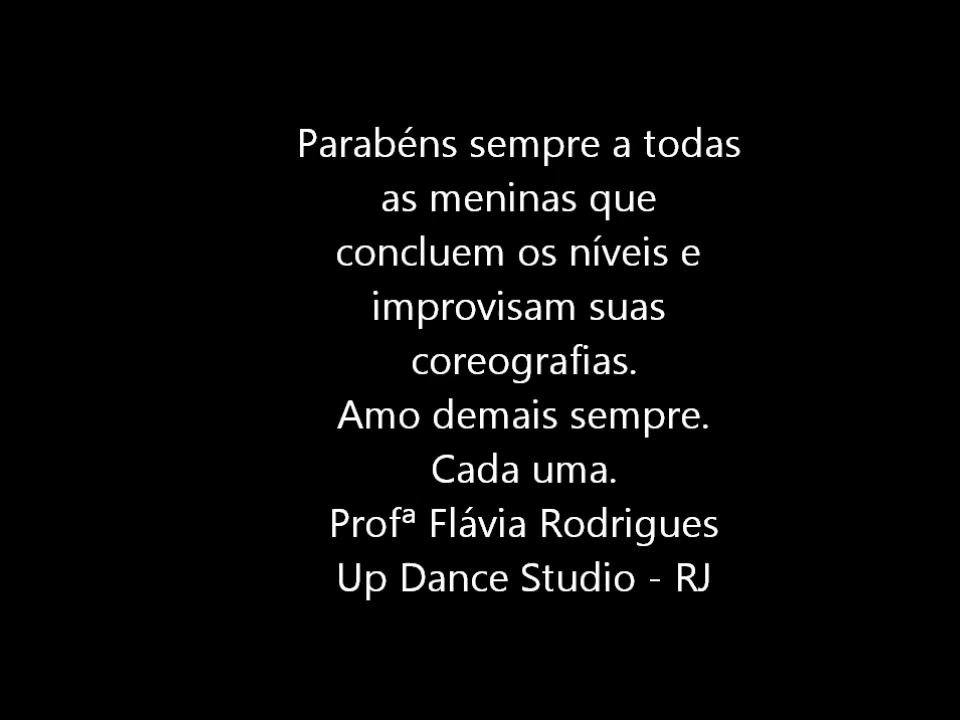 Parabéns sempre a todas
as meninas que
concluem os níveis e
improvisam suas
coreografias.
Amo demais sempre.
Cada uma.
Profª Flávia Rodrigues
Up Dance Studio - RJ